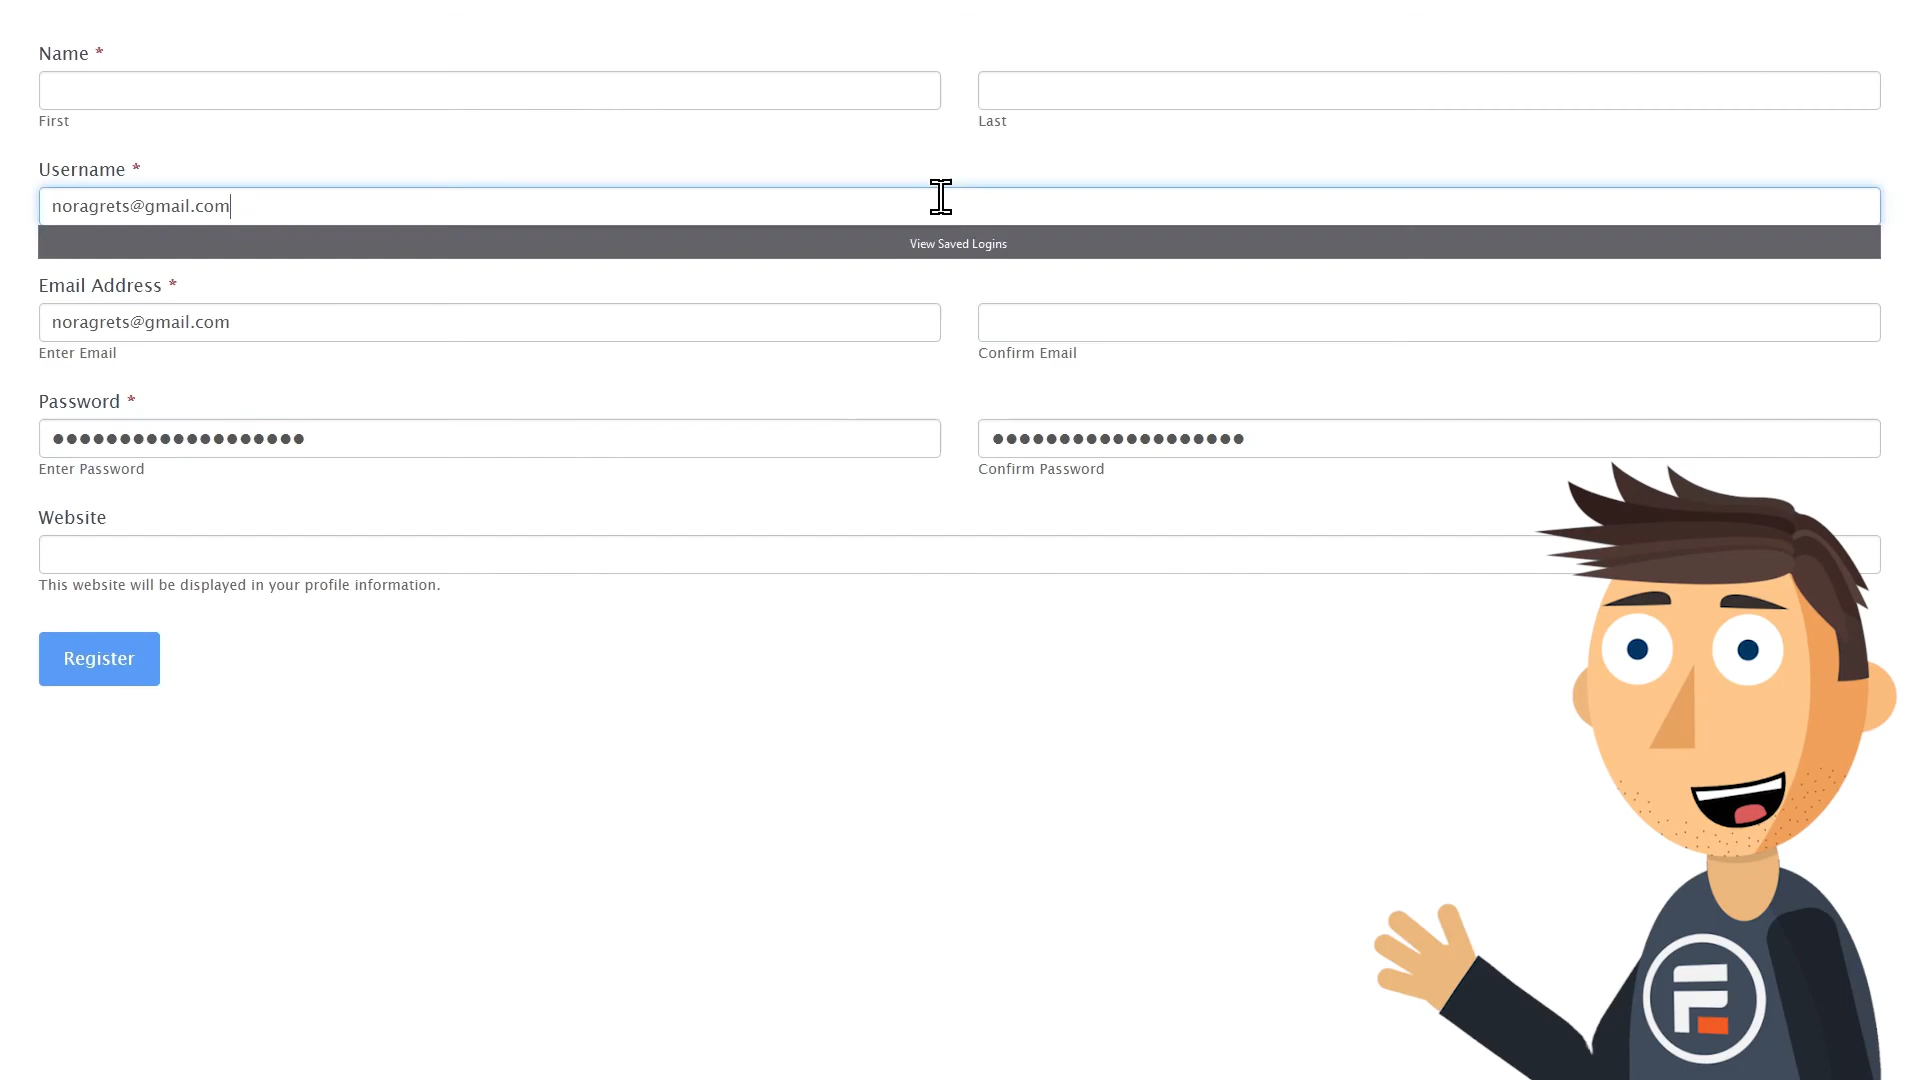 Name *
First
Last
Username *
noragrets@gmail.com
View Saved Logins
Email Address *
noragrets@gmail.com
Enter Email
Confirm Email
Password *
●●●●●●●●●●●●●●●●●●●
●●●●●●●●●●●●●●●●●●●
Enter Password
Confirm Password
Website
This website will be displayed in your profile information.
Register